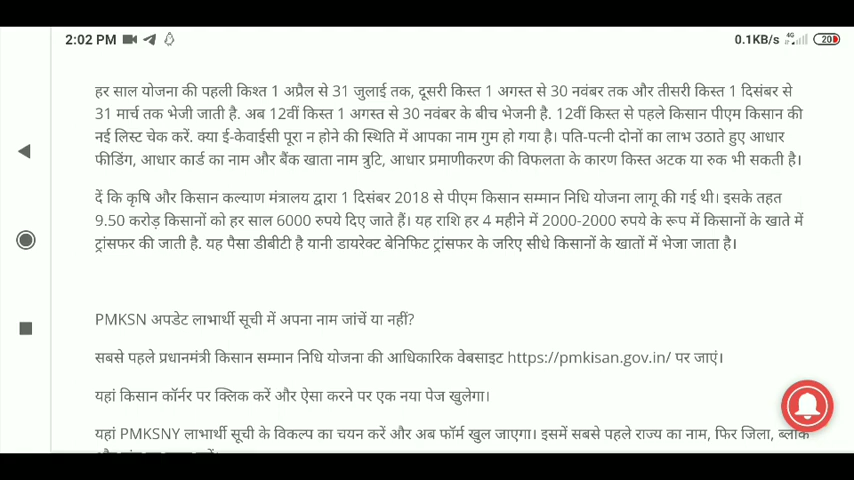 2:02 PM
0.1KB/s 4G 20
हर साल योजना की पहली किश्त 1 अप्रैल से 31 जुलाई तक, दूसरी किस्त 1 अगस्त से 30 नवंबर तक और तीसरी किस्त 1 दिसंबर से
31 मार्च तक भेजी जाती है. अब 12वीं किस्त 1 अगस्त से 30 नवंबर के बीच भेजनी है. 12वीं किस्त से पहले किसान पीएम किसान की
नई लिस्ट चेक करें. क्या ई-केवाईसी पूरा न होने की स्थिति में आपका नाम गुम हो गया है। पति-पत्नी दोनों का लाभ उठाते हुए आधार
फीडिंग, आधार कार्ड का नाम और बैंक खाता नाम त्रुटि, आधार प्रमाणीकरण की विफलता के कारण किस्त अटक या रुक भी सकती है।
दें कि कृषि और किसान कल्याण मंत्रालय द्वारा 1 दिसंबर 2018 से पीएम किसान सम्मान निधि योजना लागू की गई थी। इसके तहत
9.50 करोड़ किसानों को हर साल 6000 रुपये दिए जाते हैं। यह राशि हर 4 महीने में 2000-2000 रुपये के रूप में किसानों के खाते में
ट्रांसफर की जाती है. यह पैसा डीबीटी है यानी डायरेक्ट बेनिफिट ट्रांसफर के जरिए सीधे किसानों के खातों में भेजा जाता है।
PMKSN अपडेट लाभार्थी सूची में अपना नाम जांचें या नहीं?
सबसे पहले प्रधानमंत्री किसान सम्मान निधि योजना की आधिकारिक वेबसाइट https://pmkisan.gov.in/ पर जाएं।
यहां किसान कॉर्नर पर क्लिक करें और ऐसा करने पर एक नया पेज खुलेगा।
यहां PMKSNY लाभार्थी सूची के विकल्प का चयन करें और अब फॉर्म खुल जाएगा। इसमें सबसे पहले राज्य का नाम, फिर जिला, ब्लॉक